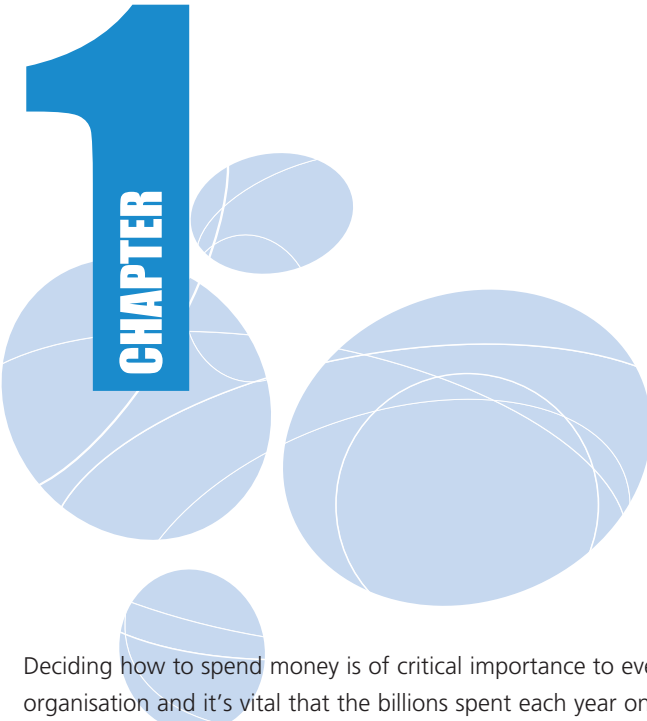 1
CHAPTER
Deciding how to spend money is of critical importance to
organisation and it's vital that the billions spent each year on